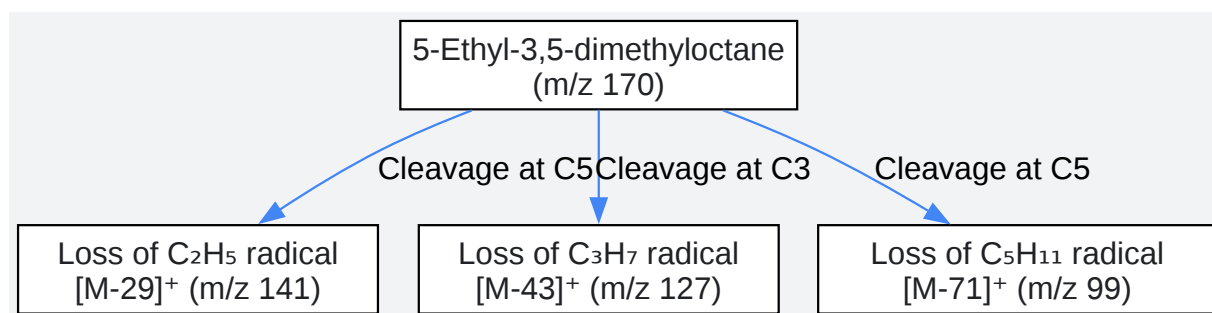 5-Ethyl-3,5-dimethyloctane
(m/z 170)
Cleavage at C5
Cleavage at C3
Cleavage at C5
Loss of C₂H₅ radical
[M-29]⁺ (m/z 141)
Loss of C₃H₇ radical
[M-43]⁺ (m/z 127)
Loss of C₅H₁₁ radical
[M-71]⁺ (m/z 99)